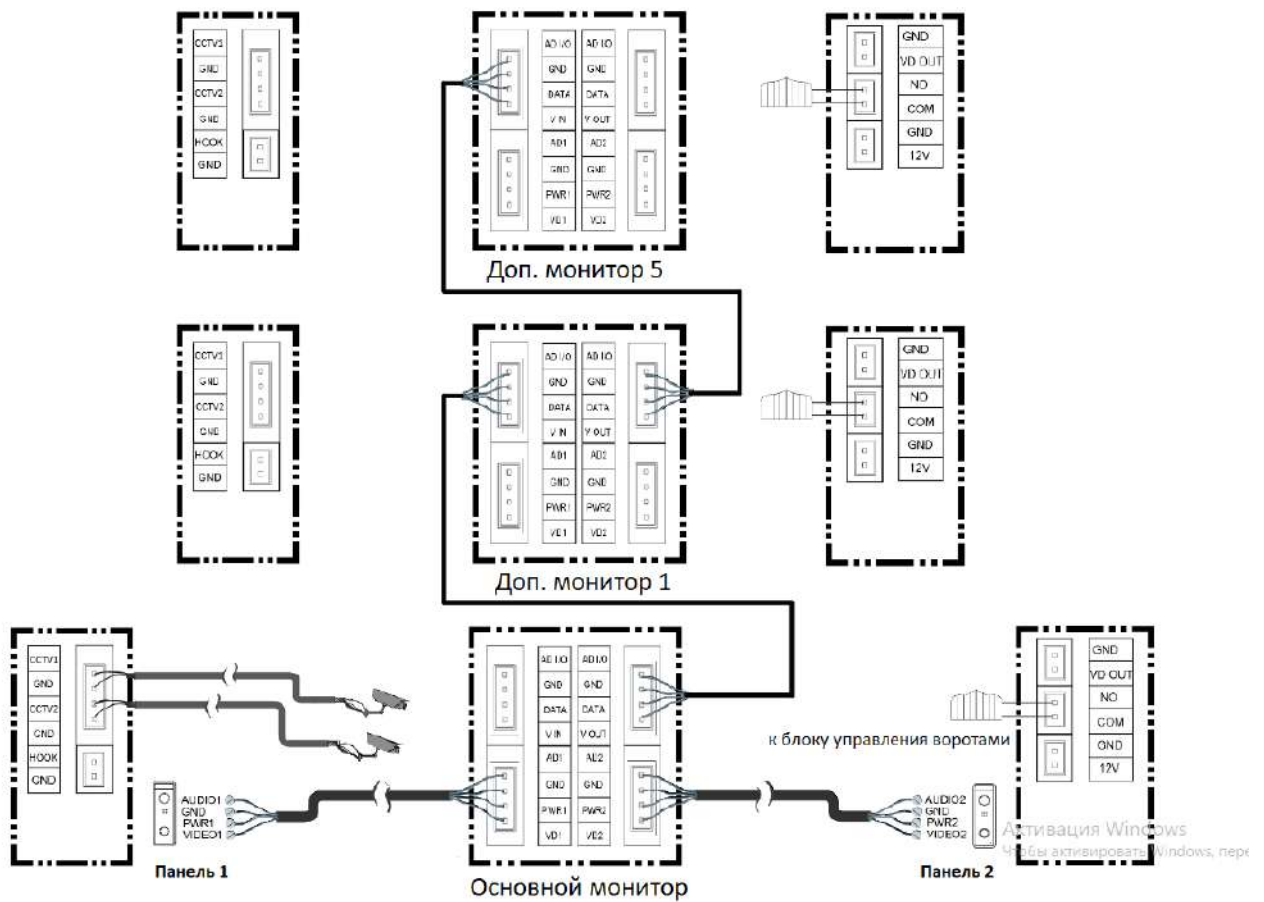 CCTV1
GND
CCTV2
GND
HOOK
GND
AD I/O AD I.O
GND GND
DATA DATA
V IN V OUT
AD1 AD2
GND GND
PWR1 PWR2
VD1 VD2
GND
VD OUT
NO
COM
GND
12V
Доп. монитор 5
CCTV1
GND
CCTV2
GND
HOOK
GND
AD I/O AD I.O
GND GND
DATA DATA
V IN V OUT
AD1 AD2
GND GND
PWR1 PWR2
VD1 VD2
GND
VD OUT
NO
COM
GND
12V
Доп. монитор 1
CCTV1
GND
CCTV2
GND
HOOK
GND
AD I.O AD I.O
GND GND
DATA DATA
V IN V OUT
AD1 AD2
GND GND
PWR1 PWR2
VD1 VD2
GND
VD OUT
NO
COM
GND
12V
к блоку управления воротами
AUDIO1
GND
PWR1
VIDEO1
Панель 1
AUDIO2
GND
PWR2
VIDEO2
Панель 2
Основной монитор
Активация Windows
Чтобы активировать Windows, пере